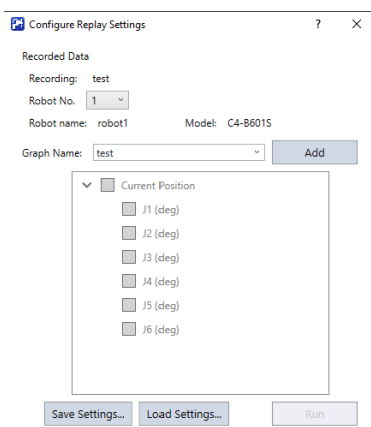 Configure Replay Settings ? ×
Recorded Data
Recording: test
Robot No. 1
Robot name: robot1 Model: C4-B601S
Graph Name: test Add
Current Position
J1 (deg)
J2 (deg)
J3 (deg)
J4 (deg)
J5 (deg)
J6 (deg)
Save Settings... Load Settings... Run